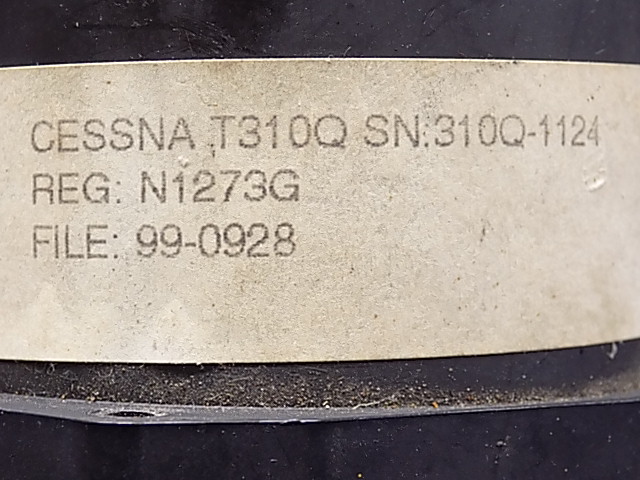 CESSNA T310Q SN:310Q-1124
REG: N1273G
FILE: 99-0928